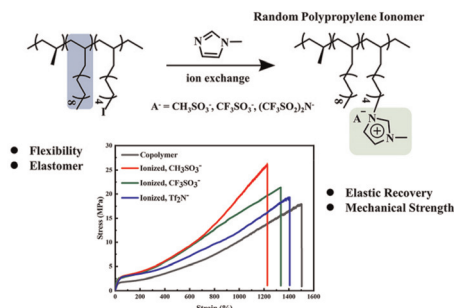 Random Polypropylene Ionomer
N
N
ion exchange
A⁻ = CH₃SO₃⁻, CF₃SO₃⁻, (CF₃SO₂)₂N⁻
8
4
I
8
4
A⁻
N
+
N
● Flexibility
● Elastomer
● Elastic Recovery
● Mechanical Strength
Stress (MPa)
30
25
20
15
10
5
0
Copolymer
Ionized, CH₃SO₃⁻
Ionized, CF₃SO₃⁻
Ionized, Tf₂N⁻
0 200 400 600 800 1000 1200 1400 1600
Strain (%)